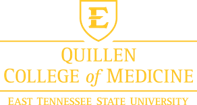 E
QUILLEN
COLLEGE of MEDICINE
EAST TENNESSEE STATE UNIVERSITY